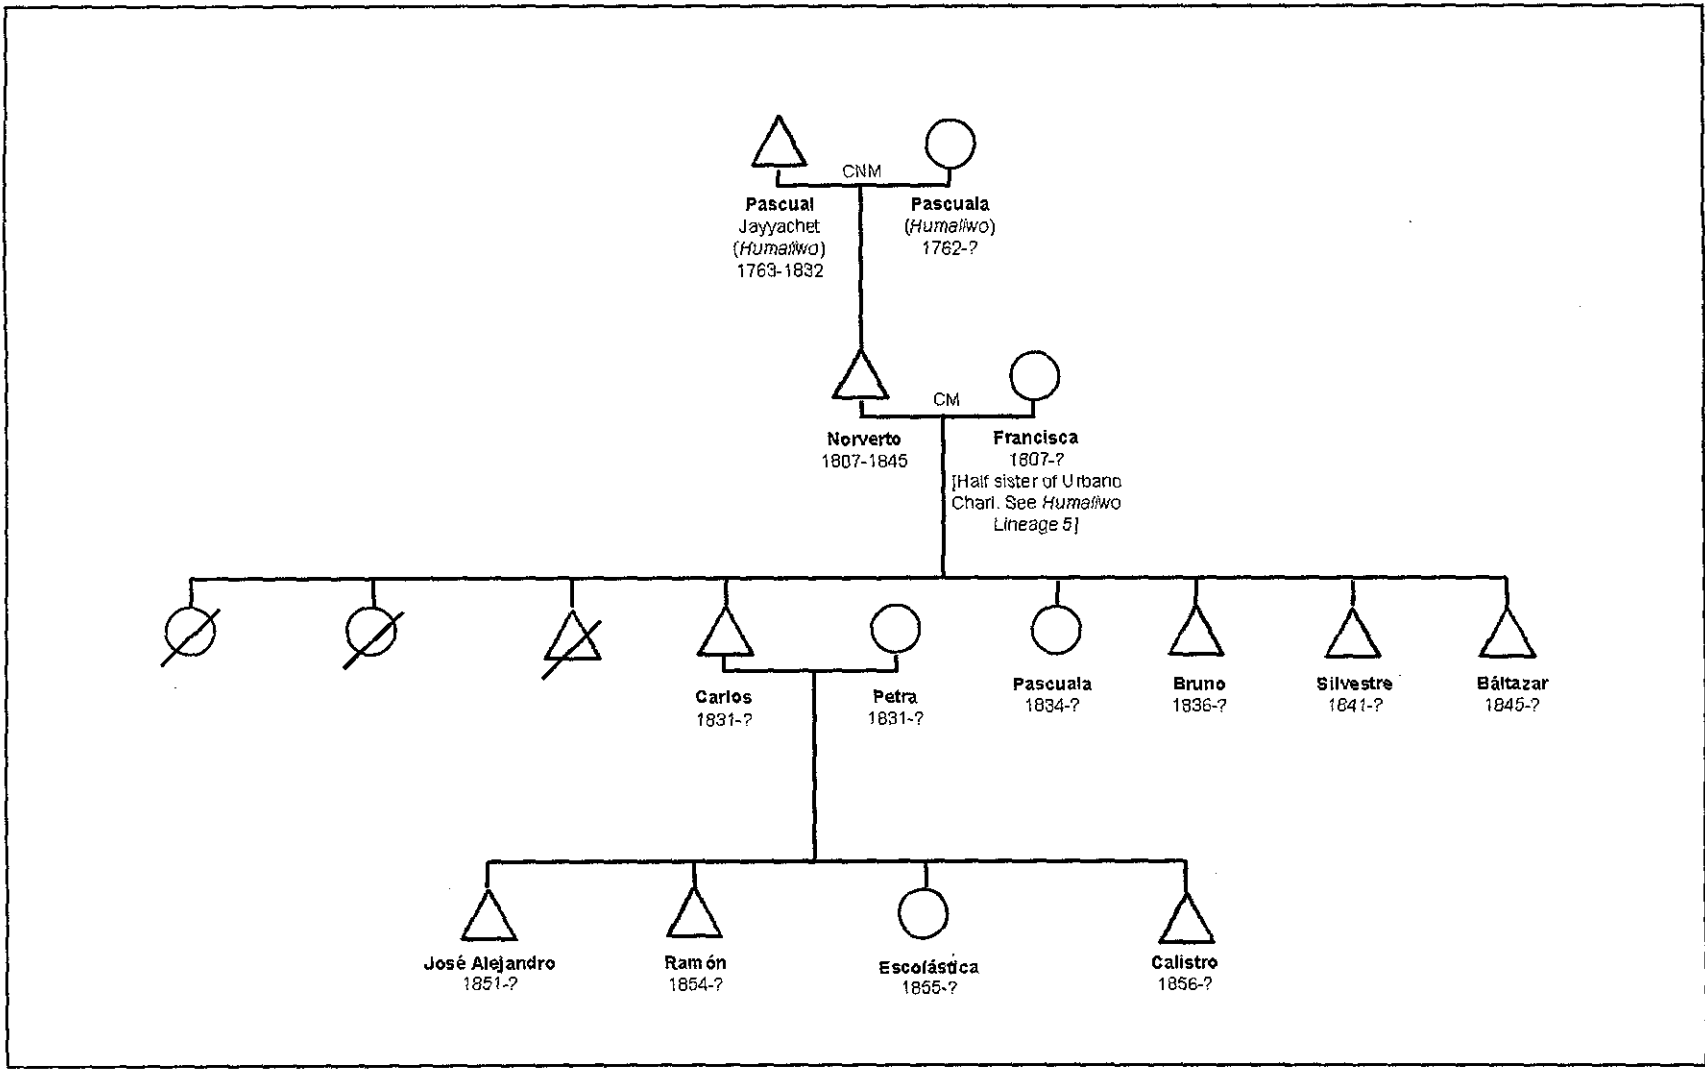 CNM
Pascual
Jayyachet
(Humaliwo)
1763-1832
Pascuala
(Humaliwo)
1762-?
CM
Norverto
1807-1845
Francisca
1807-?
[Half sister of Urbano
Chari. See Humaliwo
Lineage 5]
Carlos
1831-?
Petra
1831-?
Pascuala
1834-?
Bruno
1836-?
Silvestre
1841-?
Báltazar
1845-?
José Alejandro
1851-?
Ramón
1854-?
Escolástica
1855-?
Calistro
1856-?